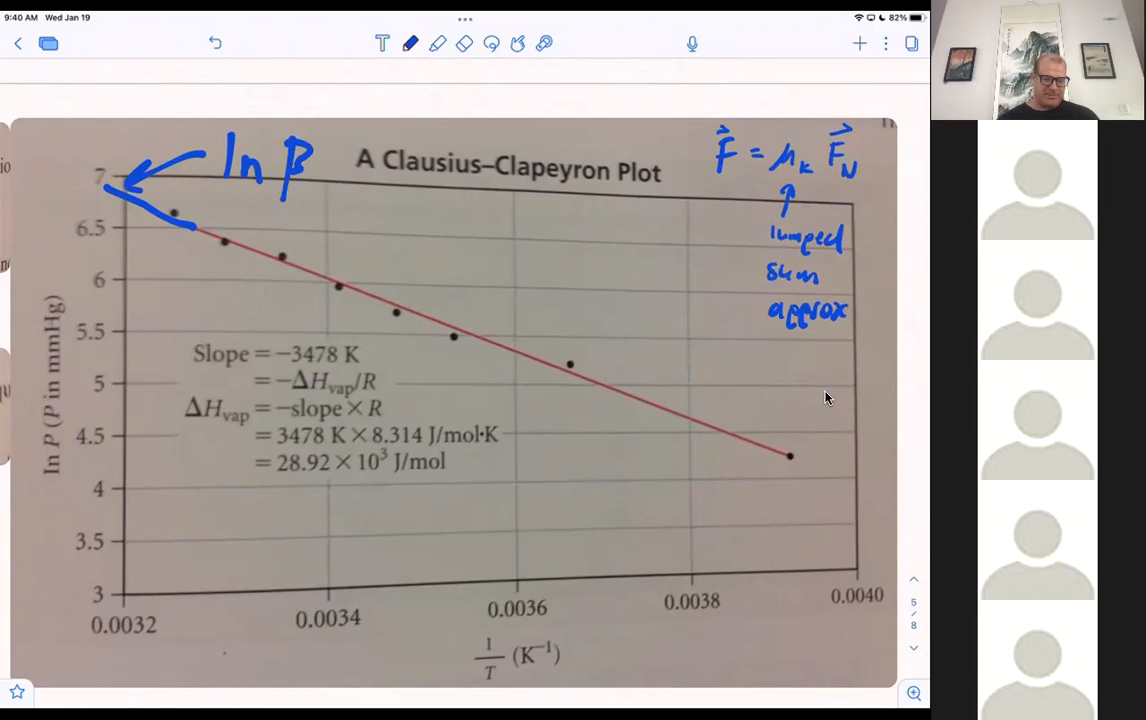 9:40 AM Wed Jan 19
82%
ln β
A Clausius–Clapeyron Plot
F = μk FN
lumped
sum
approx
7
6.5
6
5.5
5
4.5
4
3.5
3
ln P (P in mmHg)
Slope = −3478 K
= −ΔHvap/R
ΔHvap = −slope × R
= 3478 K × 8.314 J/mol·K
= 28.92 × 10³ J/mol
0.0032 0.0034 0.0036 0.0038 0.0040
1/T (K⁻¹)
5
/
8